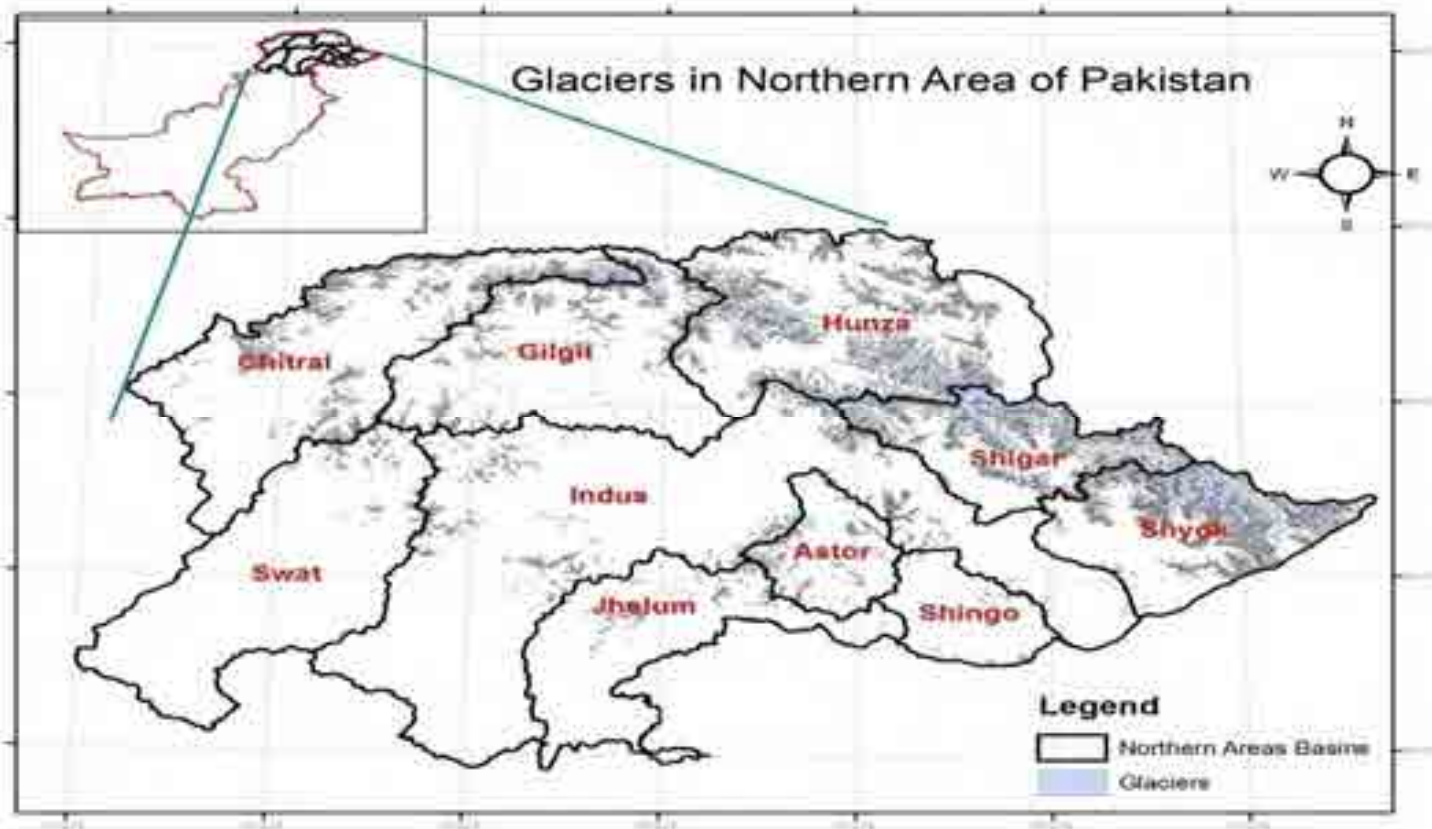 Glaciers in Northern Area of Pakistan
N
W E
S
Hunza
Chitral
Gilgit
Shigar
Indus
Shyok
Astor
Swat
Jhelum
Shingo
Legend
Northern Areas Basins
Glaciers